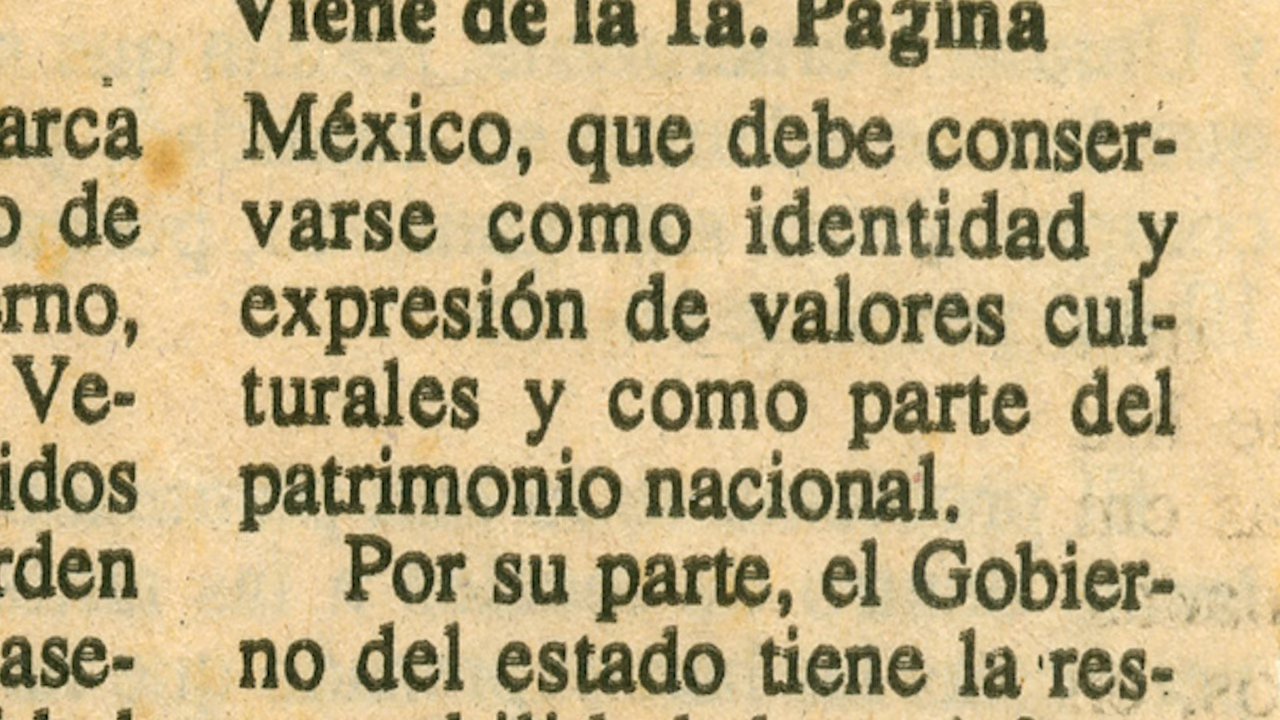 arca
o de
erno,
Ve-
idos
rden
ase-
Viene de la 1a. Página
México, que debe conser-
varse como identidad y
expresión de valores cul-
turales y como parte del
patrimonio nacional.
Por su parte, el Gobier-
no del estado tiene la res-